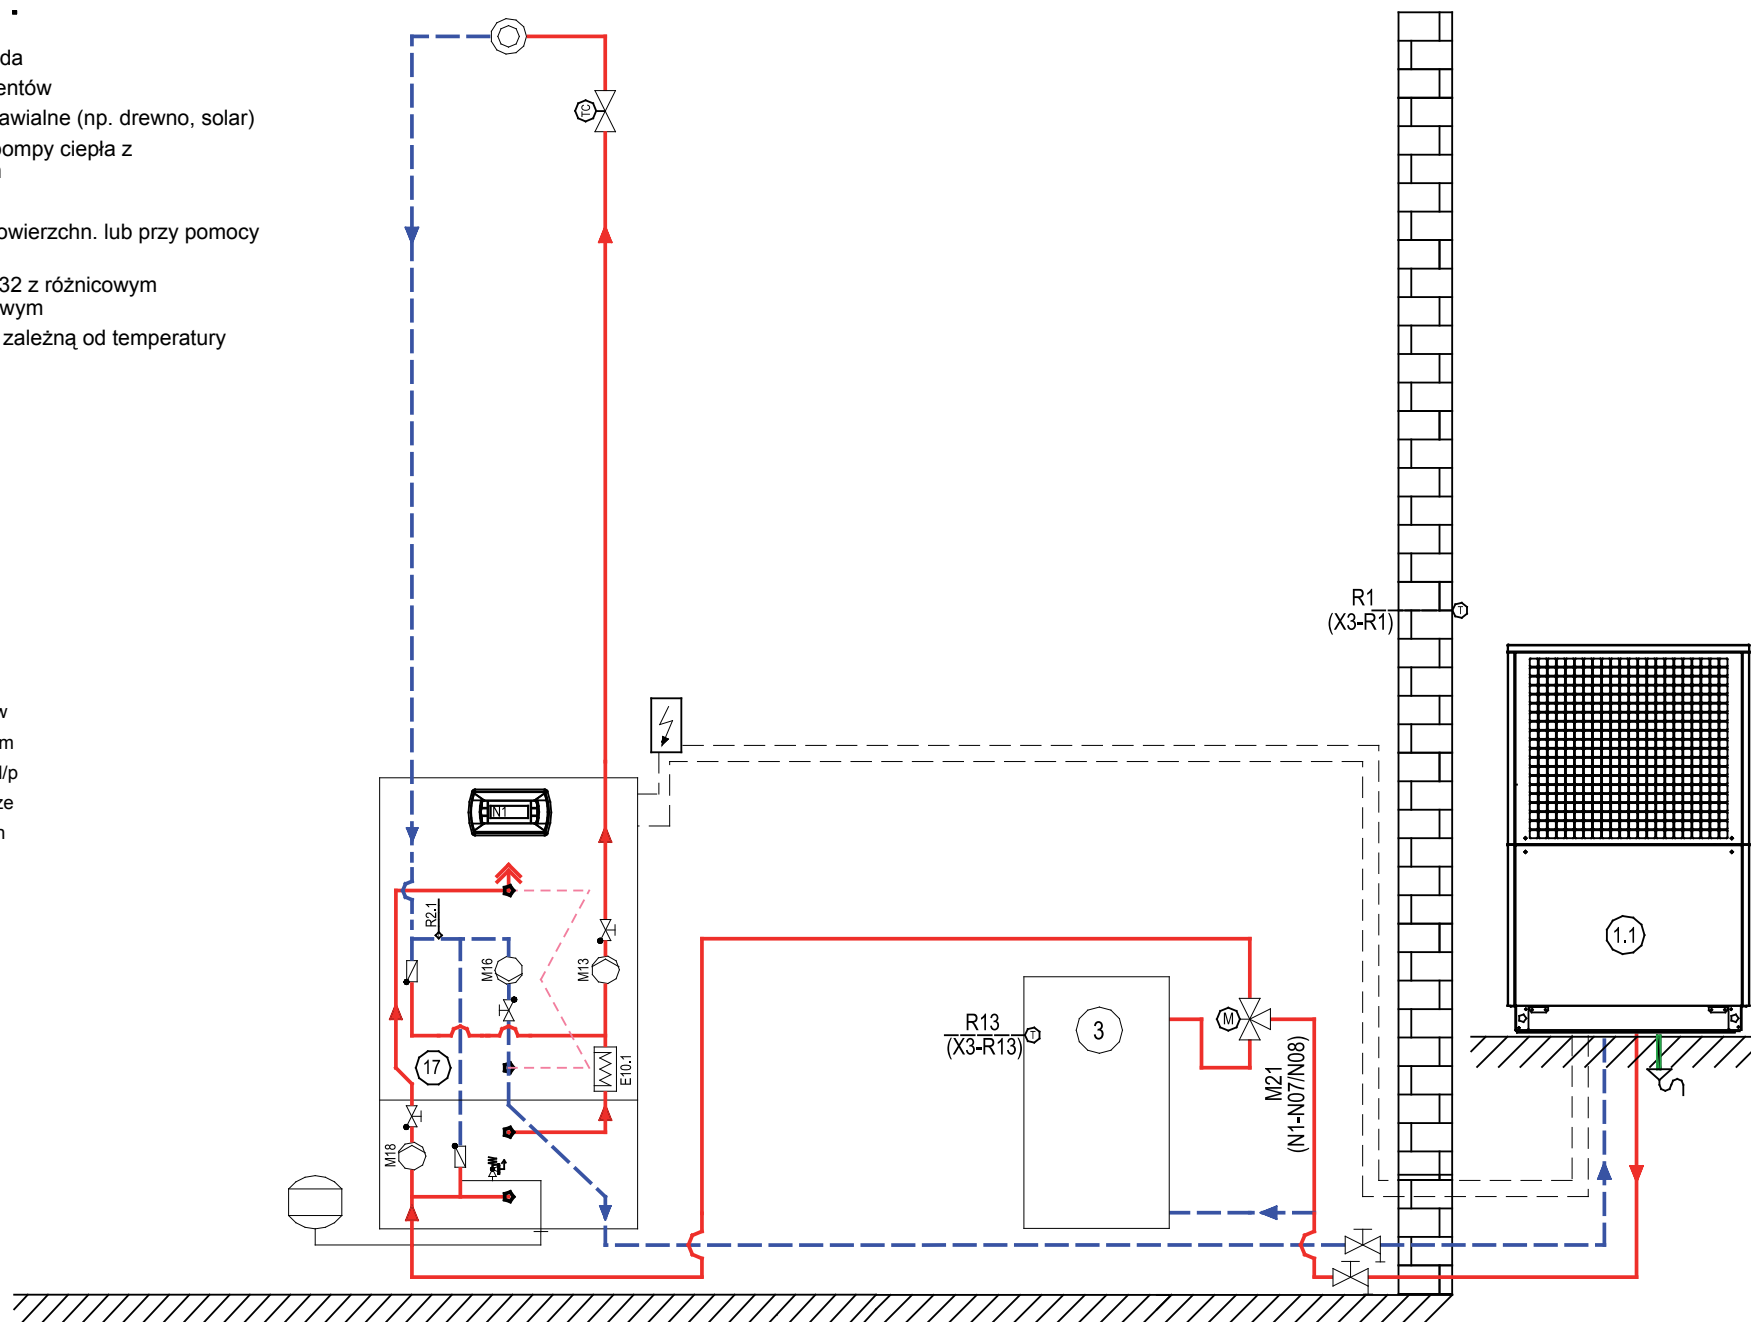 da
entów
awialne (np. drewno, solar)
pompy ciepła z
owierzchn. lub przy pomocy
32 z różnicowym
wym
zależną od temperatury
w
m
l/p
ze
n
TC
R1
(X3-R1)
T
N1
R2.1
M16
M13
1.1
R13
(X3-R13)
T
3
M
M21
(N1-N07/N08)
17
E10.1
M18